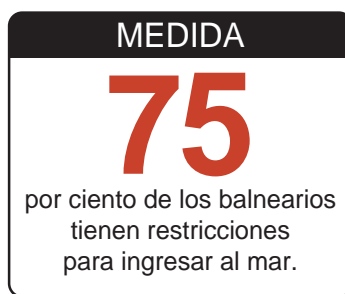 MEDIDA
75
por ciento de los balnearios
tienen restricciones
para ingresar al mar.